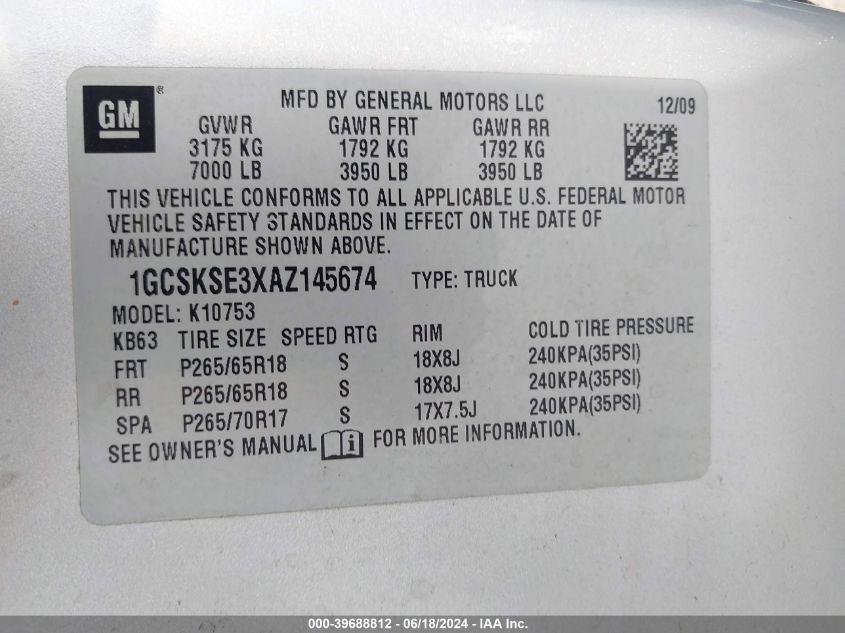 GM ®
MFD BY GENERAL MOTORS LLC 12/09
GVWR GAWR FRT GAWR RR
3175 KG 1792 KG 1792 KG
7000 LB 3950 LB 3950 LB
THIS VEHICLE CONFORMS TO ALL APPLICABLE U.S. FEDERAL MOTOR
VEHICLE SAFETY STANDARDS IN EFFECT ON THE DATE OF
MANUFACTURE SHOWN ABOVE.
1GCSKSE3XAZ145674 TYPE: TRUCK
MODEL: K10753
KB63 TIRE SIZE SPEED RTG RIM COLD TIRE PRESSURE
FRT P265/65R18 S 18X8J 240KPA(35PSI)
RR P265/65R18 S 18X8J 240KPA(35PSI)
SPA P265/70R17 S 17X7.5J 240KPA(35PSI)
SEE OWNER'S MANUAL FOR MORE INFORMATION.
000-39688812 - 06/18/2024 - IAA, Inc.